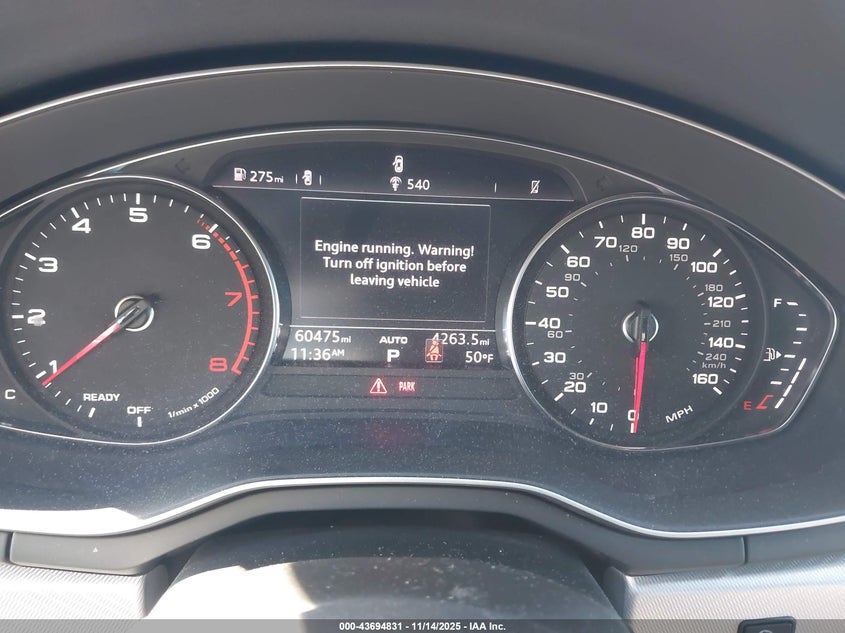 275mi
540
Engine running. Warning!
Turn off ignition before
leaving vehicle
60475mi AUTO 4263.5mi
11:36AM P 50°F
PARK
1 2 3 4 5 6 7 8
C READY OFF 1/min x 1000
0 10 20 30 40 50 60 70 80 90 100 120 140 160
30 60 90 120 150 180 210 240
km/h
MPH
F
E
000-43694831 - 11/14/2025 - IAA Inc.